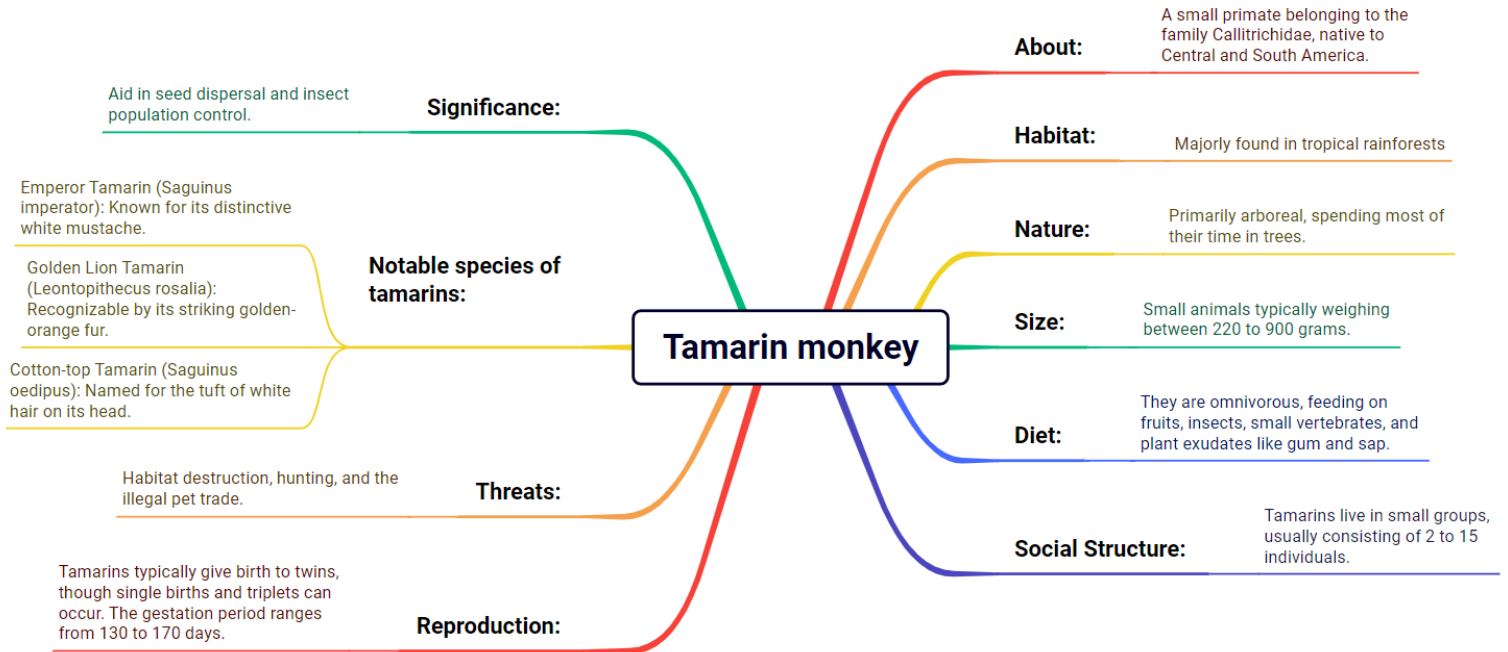 Tamarin monkey
About:
A small primate belonging to the
family Callitrichidae, native to
Central and South America.
Habitat:
Majorly found in tropical rainforests
Nature:
Primarily arboreal, spending most of
their time in trees.
Size:
Small animals typically weighing
between 220 to 900 grams.
Diet:
They are omnivorous, feeding on
fruits, insects, small vertebrates, and
plant exudates like gum and sap.
Social Structure:
Tamarins live in small groups,
usually consisting of 2 to 15
individuals.
Significance:
Aid in seed dispersal and insect
population control.
Notable species of
tamarins:
Emperor Tamarin (Saguinus
imperator): Known for its distinctive
white mustache.
Golden Lion Tamarin
(Leontopithecus rosalia):
Recognizable by its striking golden-
orange fur.
Cotton-top Tamarin (Saguinus
oedipus): Named for the tuft of white
hair on its head.
Threats:
Habitat destruction, hunting, and the
illegal pet trade.
Reproduction:
Tamarins typically give birth to twins,
though single births and triplets can
occur. The gestation period ranges
from 130 to 170 days.